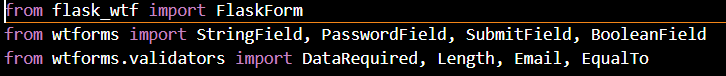 from flask_wtf import FlaskForm
from wtforms import StringField, PasswordField, SubmitField, BooleanField
from wtforms.validators import DataRequired, Length, Email, EqualTo